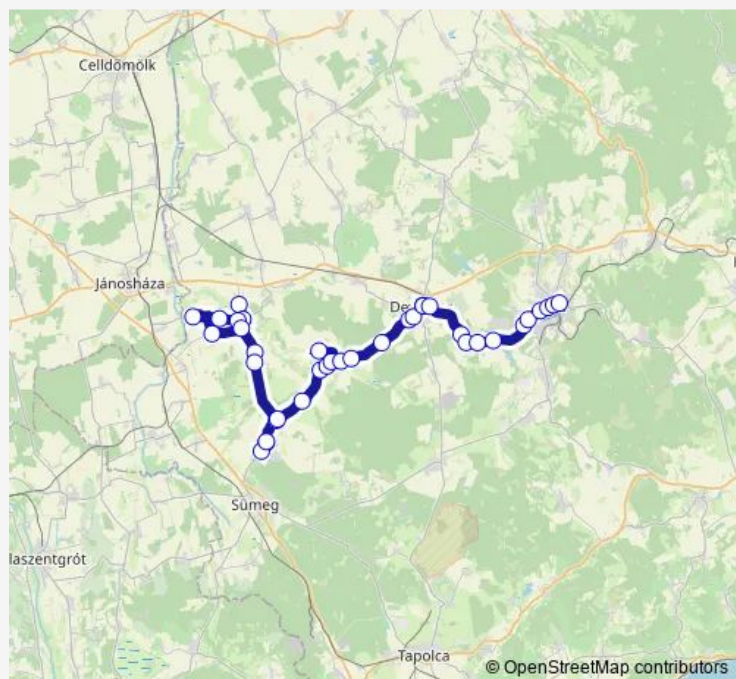 Celldömölk
Jánosháza
De
Sümeg
laszentgrót
Tapolca
© OpenStreetMap contributors